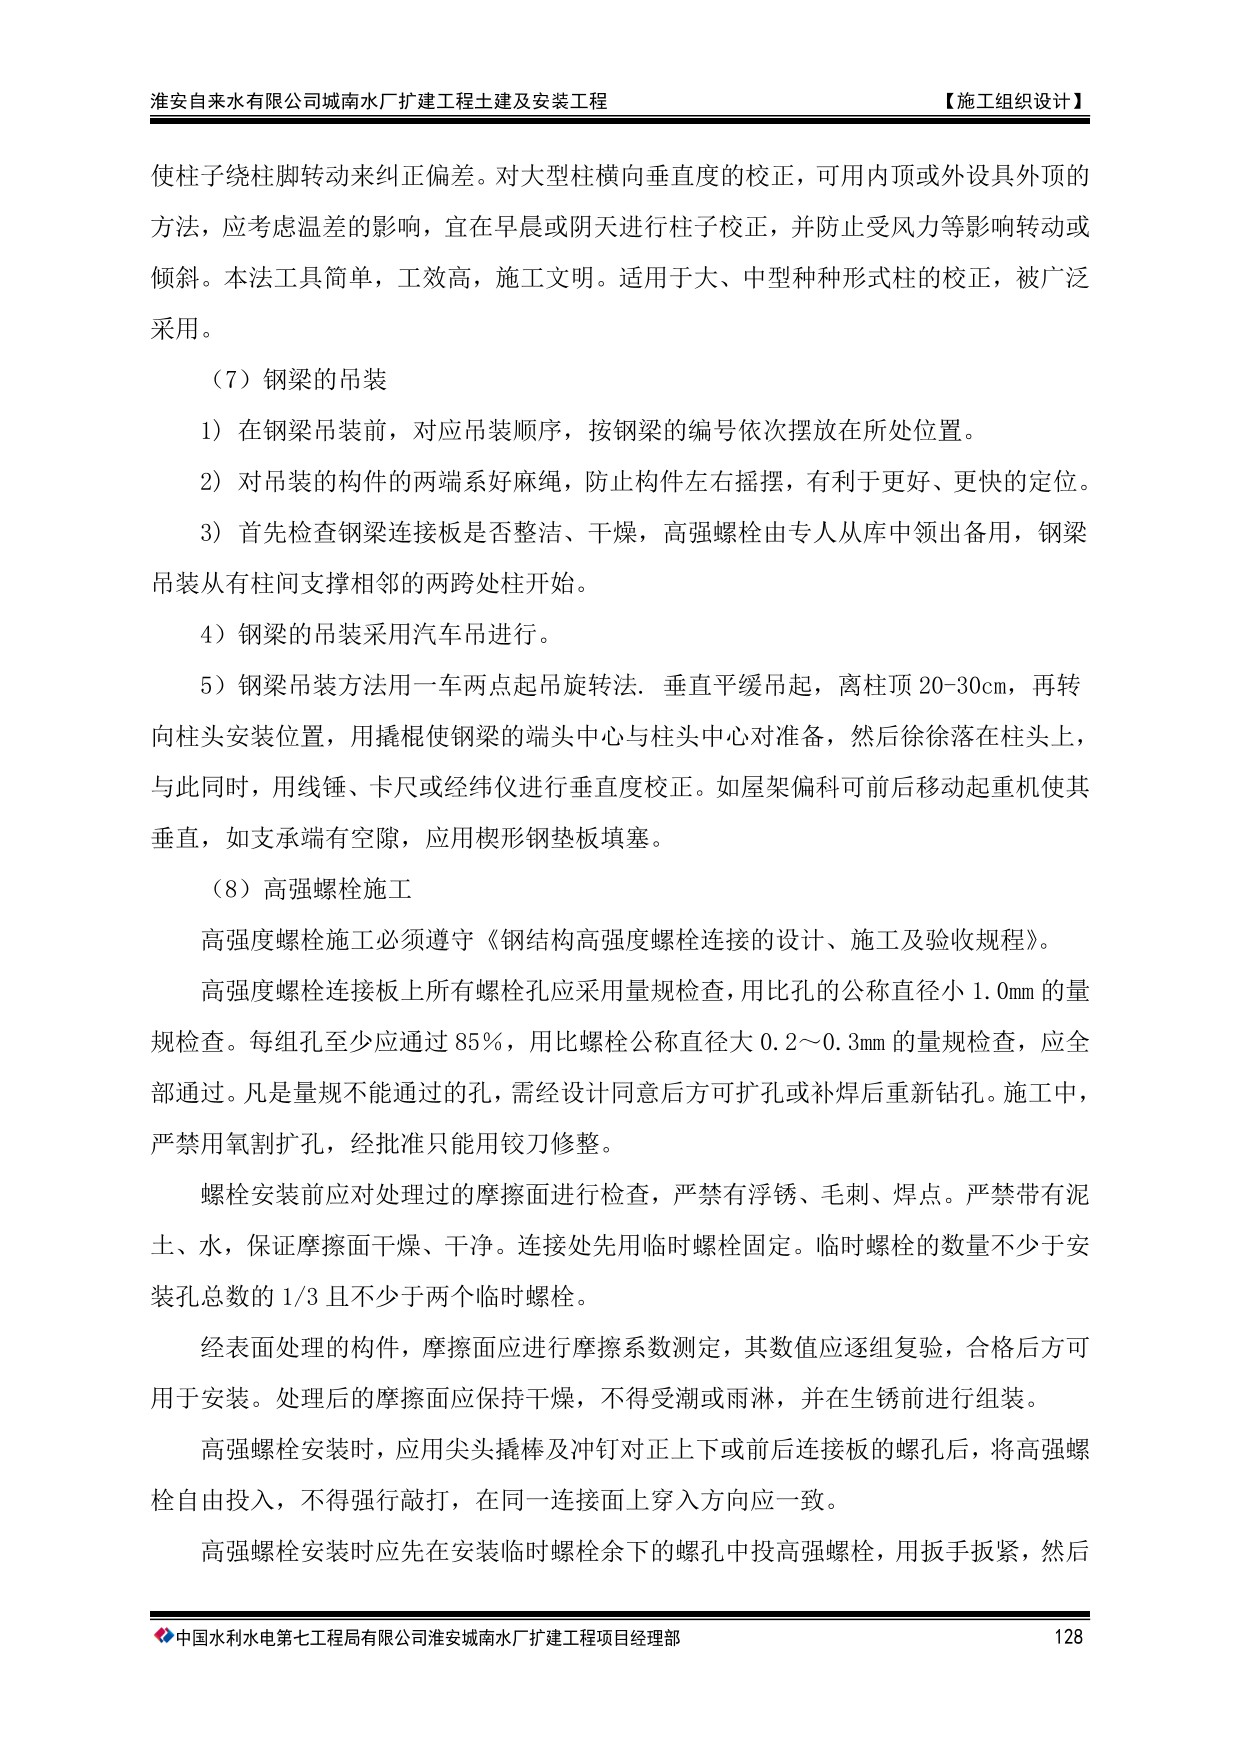 淮安自来水有限公司城南水厂扩建工程土建及安装工程 【施工组织设计】
使柱子绕柱脚转动来纠正偏差。对大型柱横向垂直度的校正，可用内顶或外设具外顶的
方法，应考虑温差的影响，宜在早晨或阴天进行柱子校正，并防止受风力等影响转动或
倾斜。本法工具简单，工效高，施工文明。适用于大、中型种种形式柱的校正，被广泛
采用。
（7）钢梁的吊装
1) 在钢梁吊装前，对应吊装顺序，按钢梁的编号依次摆放在所处位置。
2) 对吊装的构件的两端系好麻绳，防止构件左右摇摆，有利于更好、更快的定位。
3) 首先检查钢梁连接板是否整洁、干燥，高强螺栓由专人从库中领出备用，钢梁
吊装从有柱间支撑相邻的两跨处柱开始。
4）钢梁的吊装采用汽车吊进行。
5）钢梁吊装方法用一车两点起吊旋转法. 垂直平缓吊起，离柱顶 20-30cm，再转
向柱头安装位置，用撬棍使钢梁的端头中心与柱头中心对准备，然后徐徐落在柱头上，
与此同时，用线锤、卡尺或经纬仪进行垂直度校正。如屋架偏科可前后移动起重机使其
垂直，如支承端有空隙，应用楔形钢垫板填塞。
（8）高强螺栓施工
高强度螺栓施工必须遵守《钢结构高强度螺栓连接的设计、施工及验收规程》。
高强度螺栓连接板上所有螺栓孔应采用量规检查，用比孔的公称直径小 1.0mm 的量
规检查。每组孔至少应通过 85％，用比螺栓公称直径大 0.2～0.3mm 的量规检查，应全
部通过。凡是量规不能通过的孔，需经设计同意后方可扩孔或补焊后重新钻孔。施工中，
严禁用氧割扩孔，经批准只能用铰刀修整。
螺栓安装前应对处理过的摩擦面进行检查，严禁有浮锈、毛刺、焊点。严禁带有泥
土、水，保证摩擦面干燥、干净。连接处先用临时螺栓固定。临时螺栓的数量不少于安
装孔总数的 1/3 且不少于两个临时螺栓。
经表面处理的构件，摩擦面应进行摩擦系数测定，其数值应逐组复验，合格后方可
用于安装。处理后的摩擦面应保持干燥，不得受潮或雨淋，并在生锈前进行组装。
高强螺栓安装时，应用尖头撬棒及冲钉对正上下或前后连接板的螺孔后，将高强螺
栓自由投入，不得强行敲打，在同一连接面上穿入方向应一致。
高强螺栓安装时应先在安装临时螺栓余下的螺孔中投高强螺栓，用扳手扳紧，然后
中国水利水电第七工程局有限公司淮安城南水厂扩建工程项目经理部 128